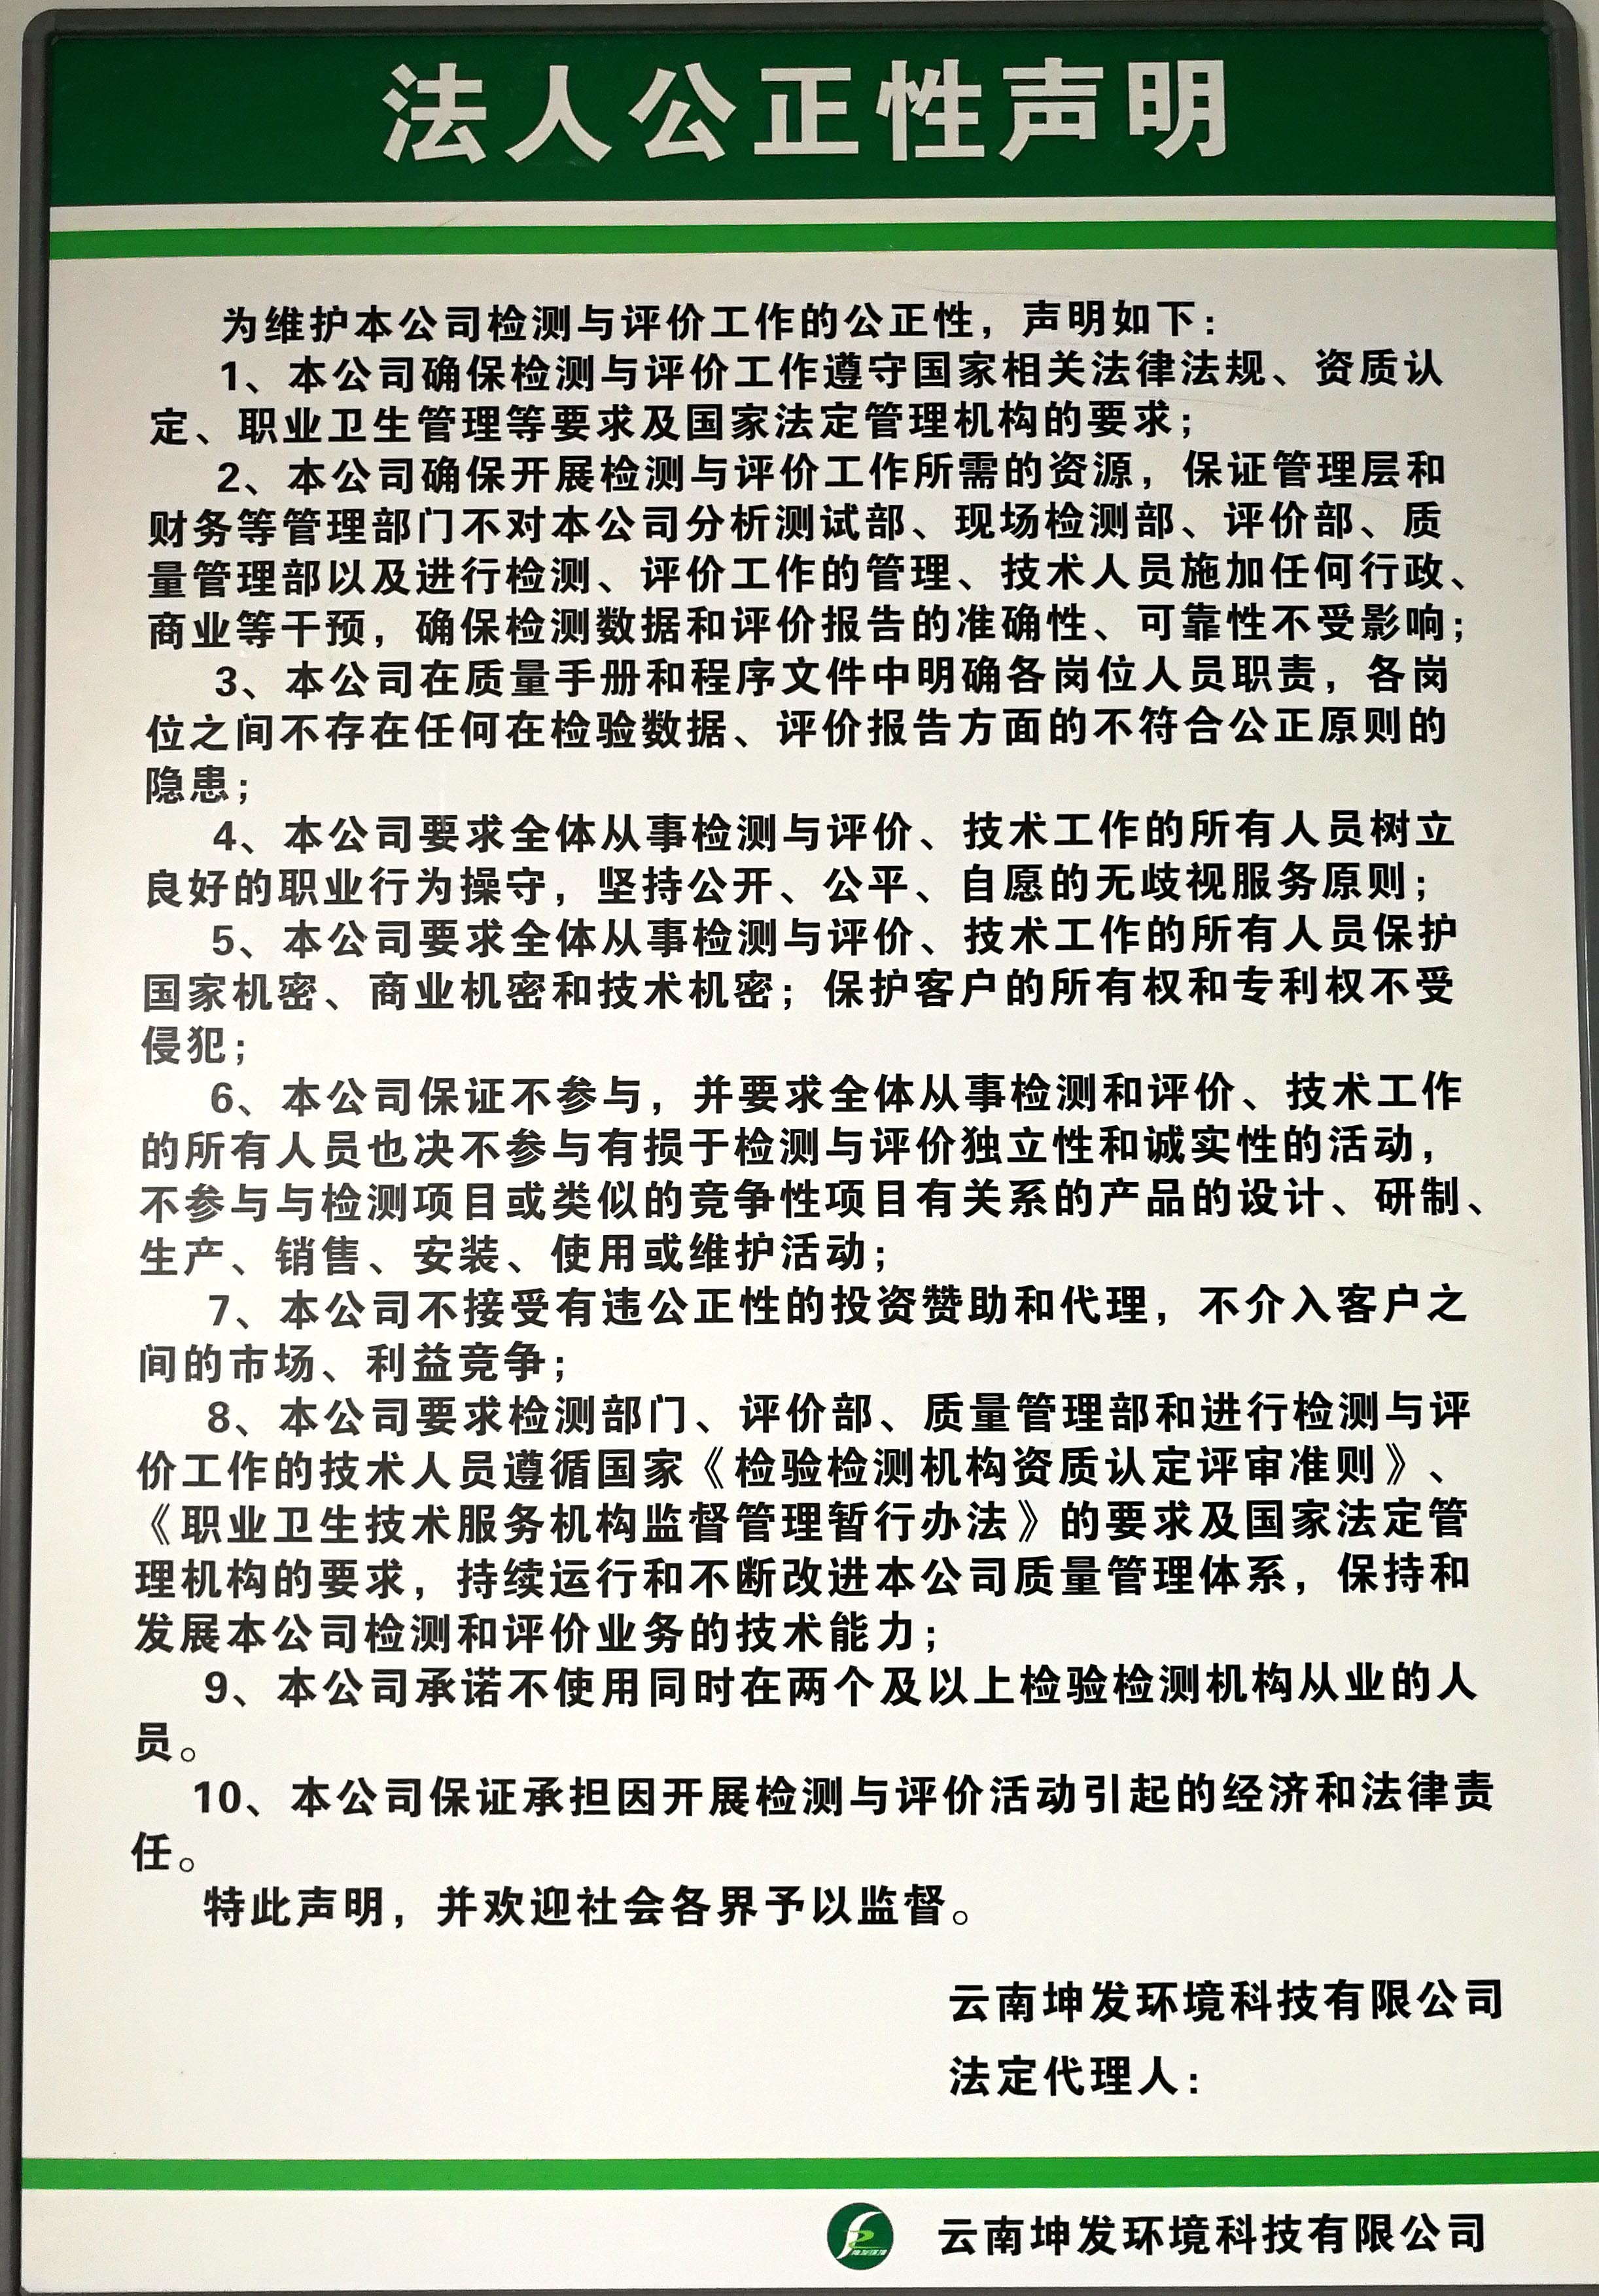 法人公正性声明
为维护本公司检测与评价工作的公正性，声明如下：
1、本公司确保检测与评价工作遵守国家相关法律法规、资质认
定、职业卫生管理等要求及国家法定管理机构的要求；
2、本公司确保开展检测与评价工作所需的资源，保证管理层和
财务等管理部门不对本公司分析测试部、现场检测部、评价部、质
量管理部以及进行检测、评价工作的管理、技术人员施加任何行政、
商业等干预，确保检测数据和评价报告的准确性、可靠性不受影响；
3、本公司在质量手册和程序文件中明确各岗位人员职责，各岗
位之间不存在任何在检验数据、评价报告方面的不符合公正原则的
隐患；
4、本公司要求全体从事检测与评价、技术工作的所有人员树立
良好的职业行为操守，坚持公开、公平、自愿的无歧视服务原则；
5、本公司要求全体从事检测与评价、技术工作的所有人员保护
国家机密、商业机密和技术机密；保护客户的所有权和专利权不受
侵犯；
6、本公司保证不参与，并要求全体从事检测和评价、技术工作
的所有人员也决不参与有损于检测与评价独立性和诚实性的活动，
不参与与检测项目或类似的竞争性项目有关系的产品的设计、研制、
生产、销售、安装、使用或维护活动；
7、本公司不接受有违公正性的投资赞助和代理，不介入客户之
间的市场、利益竞争；
8、本公司要求检测部门、评价部、质量管理部和进行检测与评
价工作的技术人员遵循国家《检验检测机构资质认定评审准则》、
《职业卫生技术服务机构监督管理暂行办法》的要求及国家法定管
理机构的要求，持续运行和不断改进本公司质量管理体系，保持和
发展本公司检测和评价业务的技术能力；
9、本公司承诺不使用同时在两个及以上检验检测机构从业的人
员。
10、本公司保证承担因开展检测与评价活动引起的经济和法律责
任。
特此声明，并欢迎社会各界予以监督。
云南坤发环境科技有限公司
法定代理人：
云南坤发环境科技有限公司